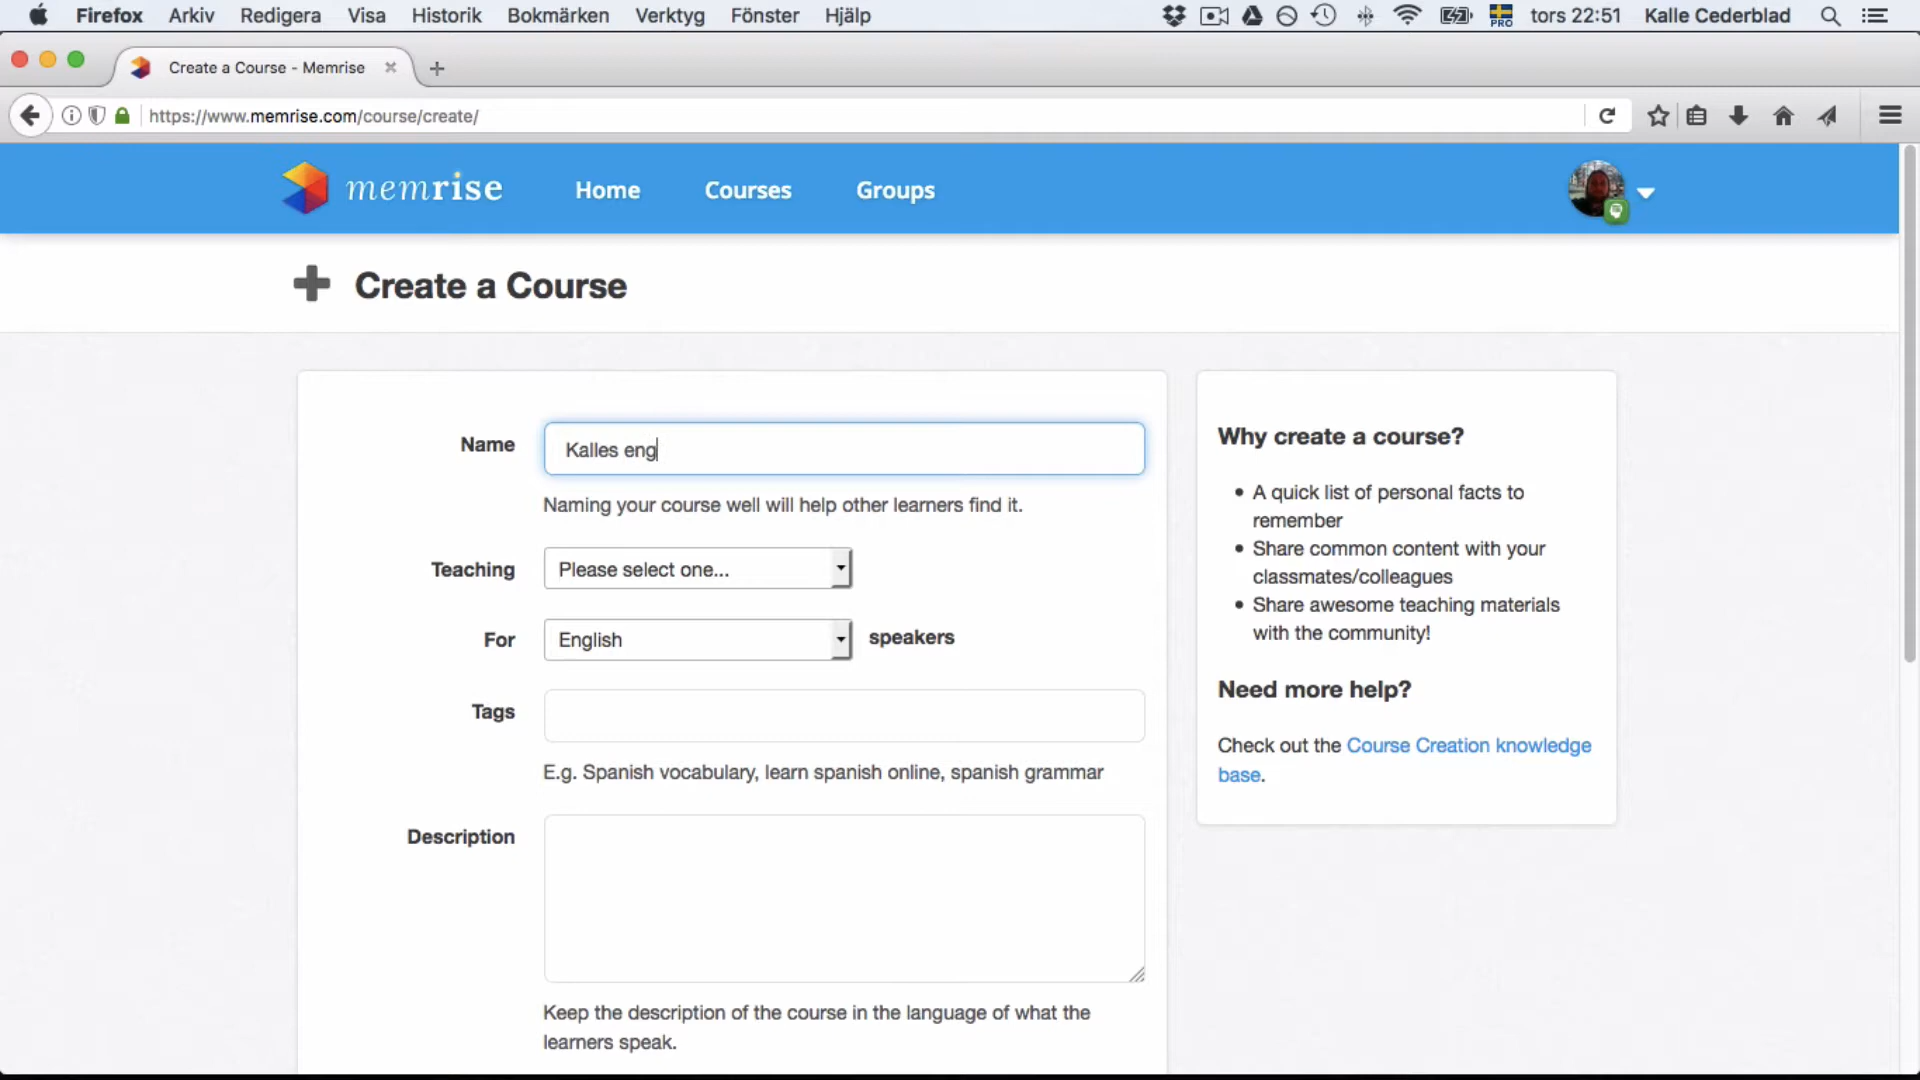 Firefox Arkiv Redigera Visa Historik Bokmärken Verktyg Fönster Hjälp PRO tors 22:51 Kalle Cederblad
Create a Course - Memrise
https://www.memrise.com/course/create/
memrise Home Courses Groups
Create a Course
Name Kalles eng
Naming your course well will help other learners find it.
Teaching Please select one...
For English speakers
Tags
E.g. Spanish vocabulary, learn spanish online, spanish grammar
Description
Keep the description of the course in the language of what the
learners speak.
Why create a course?
A quick list of personal facts to
remember
Share common content with your
classmates/colleagues
Share awesome teaching materials
with the community!
Need more help?
Check out the Course Creation knowledge
base.